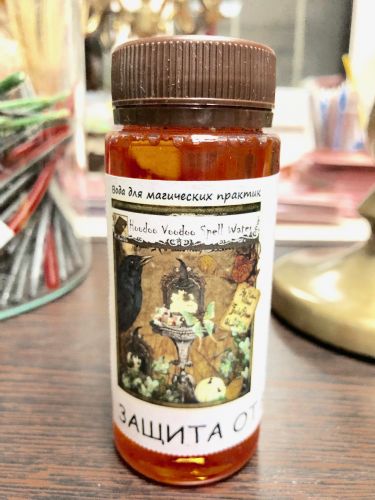 Вода для магических практик
Hoodoo Voodoo Spell Water
ЗАЩИТА ОТ